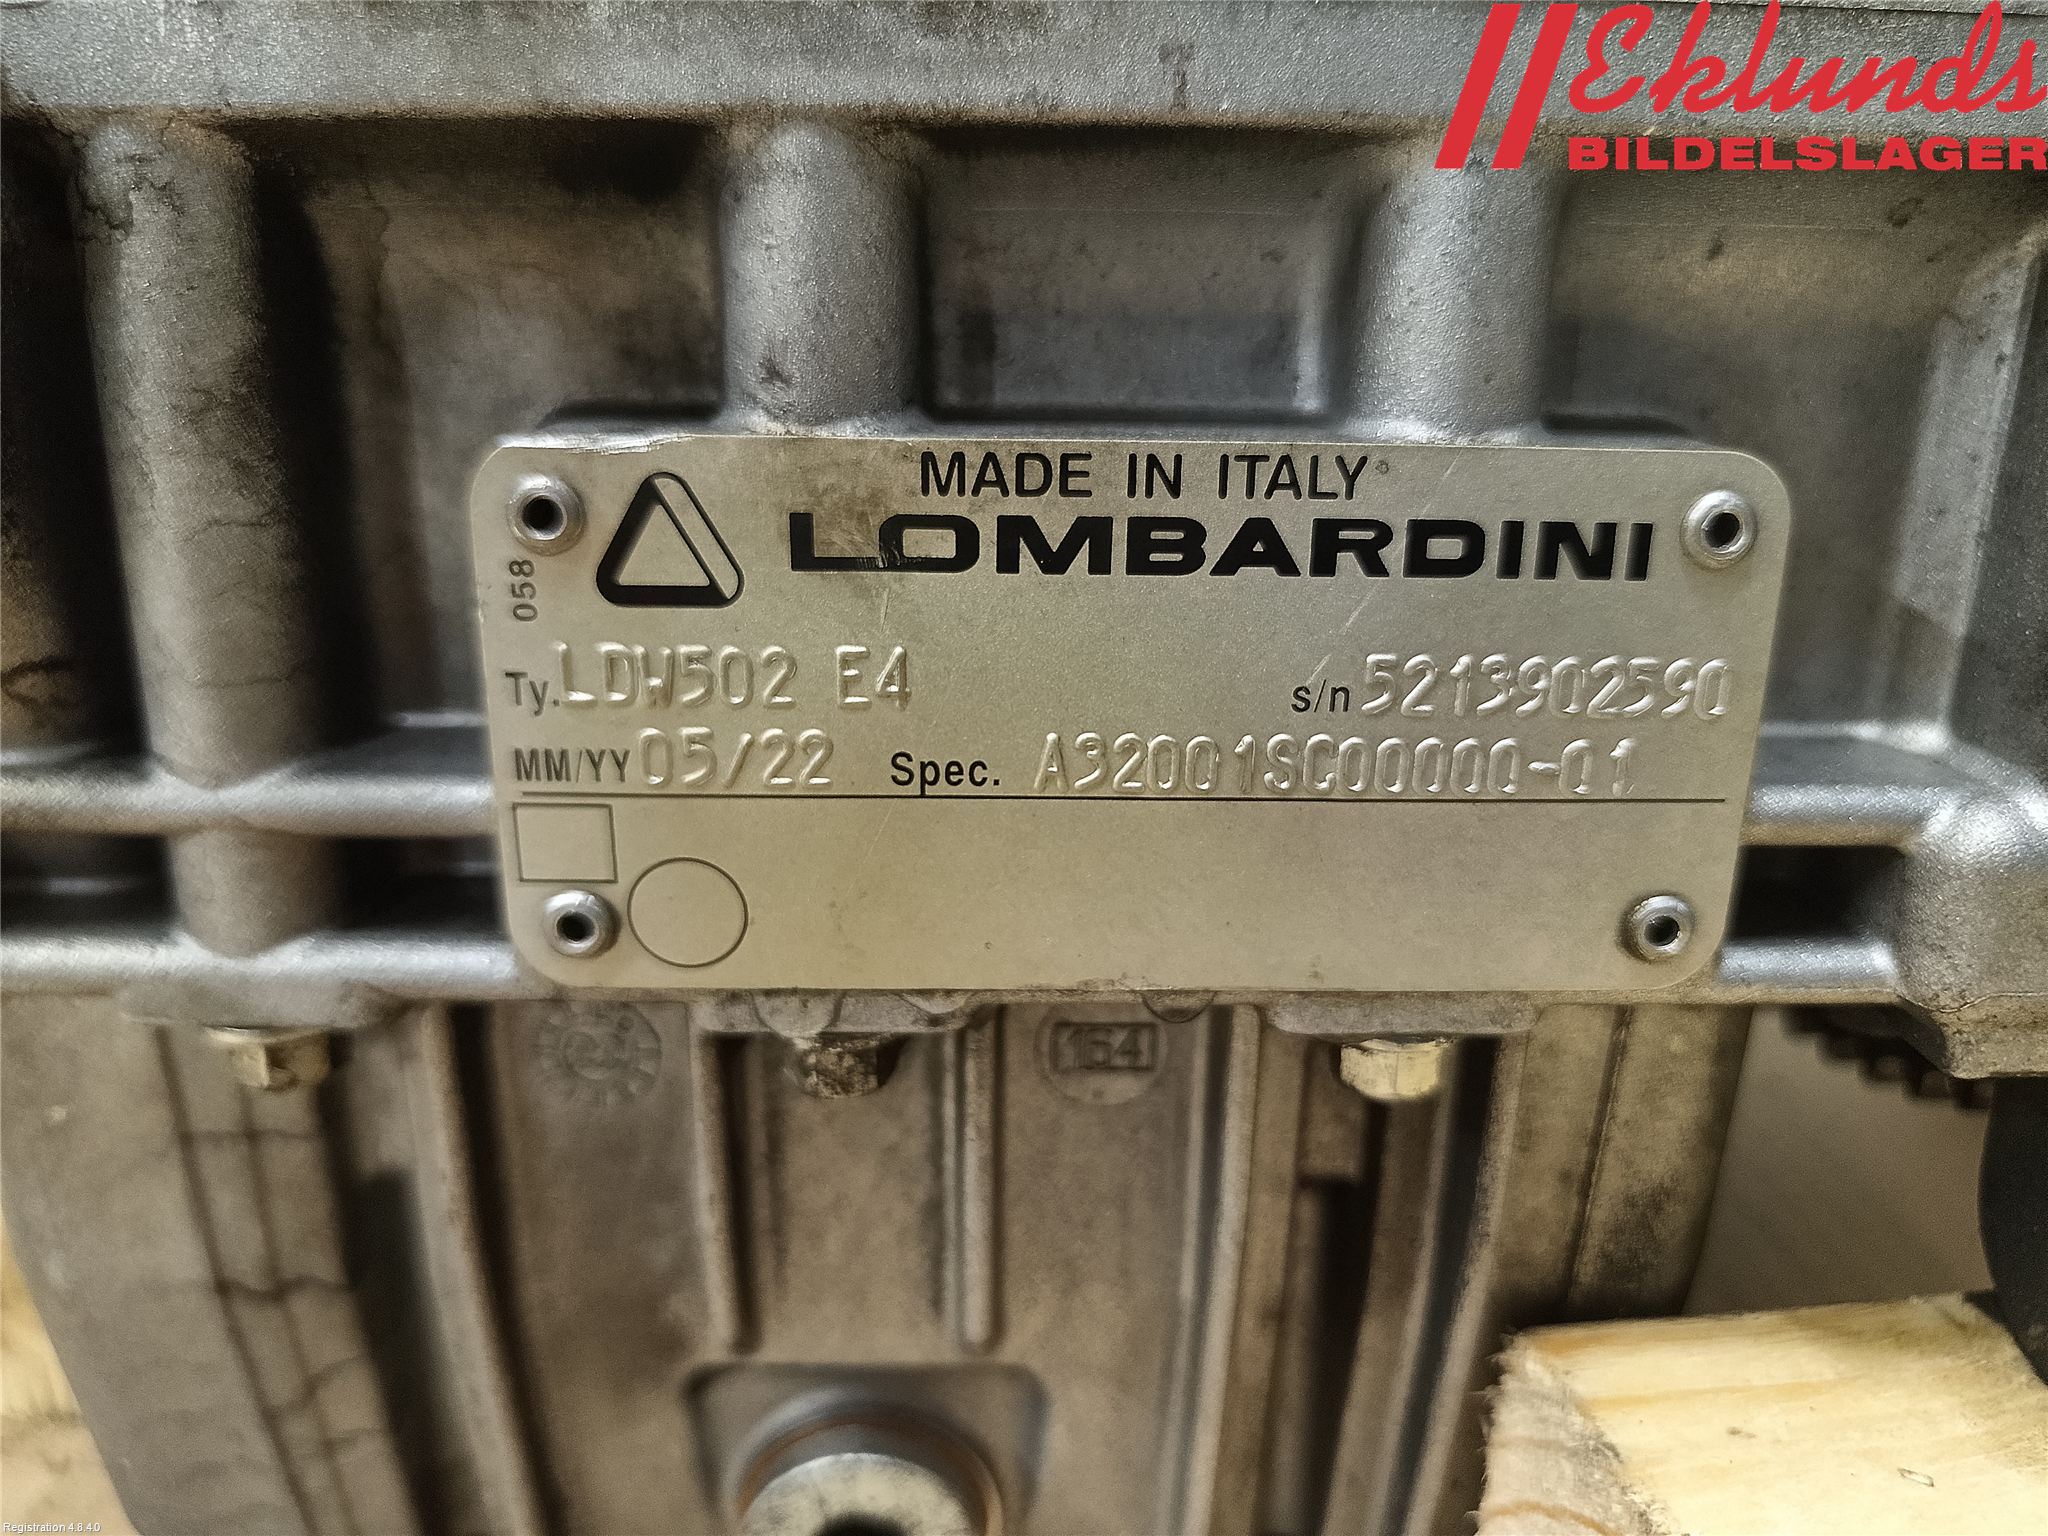 Eklunds
BILDELSLAGER
MADE IN ITALY
LOMBARDINI
058
Ty. LDW502 E4 s/n 5213902590
MM/YY 05/22 Spec. A32001SC00000-01
164
Registration 4.8.4.0